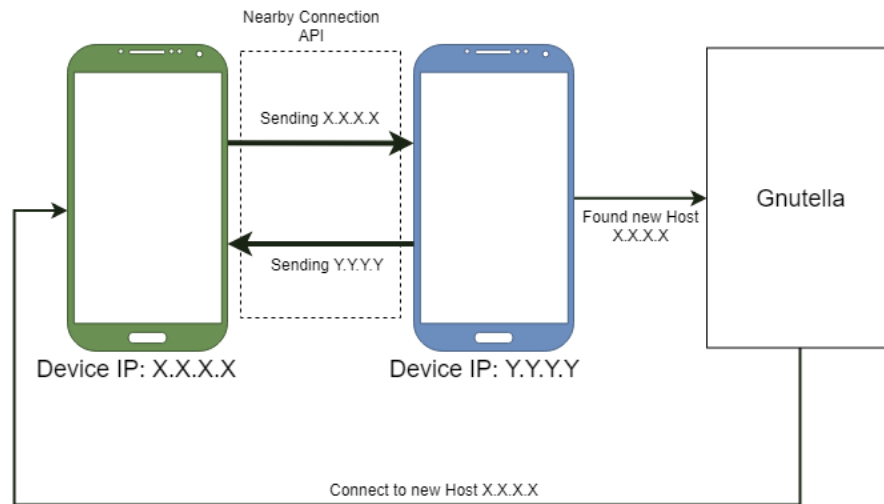 Nearby Connection
API
Sending X.X.X.X
Sending Y.Y.Y.Y
Found new Host
X.X.X.X
Gnutella
Device IP: X.X.X.X
Device IP: Y.Y.Y.Y
Connect to new Host X.X.X.X